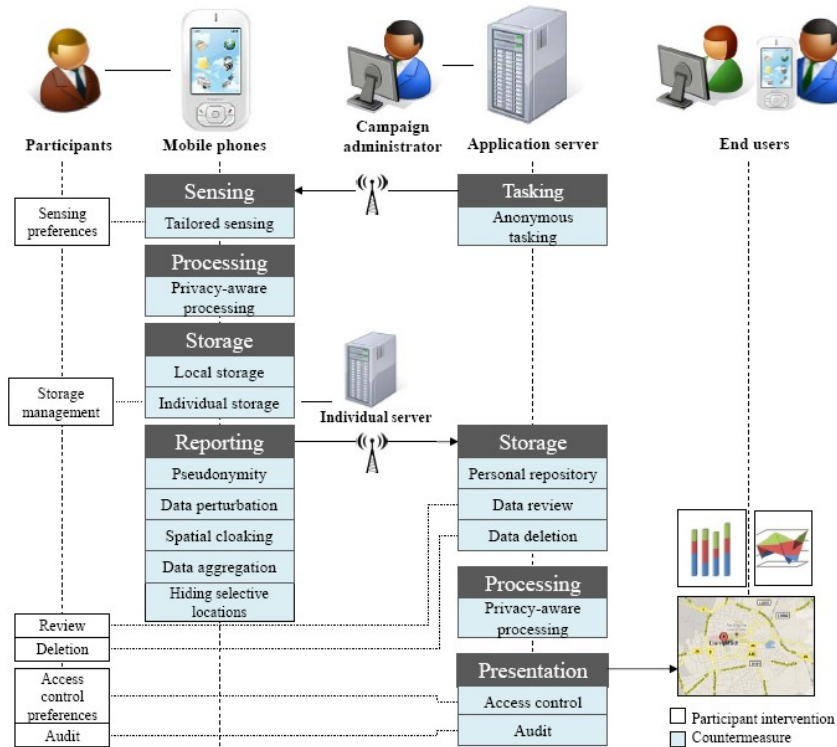 Participants
Mobile phones
Campaign
administrator
Application server
End users
Sensing
Tailored sensing
Tasking
Anonymous
tasking
Sensing
preferences
Processing
Privacy-aware
processing
Storage
Local storage
Individual storage
Storage
management
Individual server
Reporting
Pseudonymity
Data perturbation
Spatial cloaking
Data aggregation
Hiding selective
locations
Storage
Personal repository
Data review
Data deletion
Processing
Privacy-aware
processing
Review
Deletion
Presentation
Access control
Audit
Access
control
preferences
Audit
Participant intervention
Countermeasure